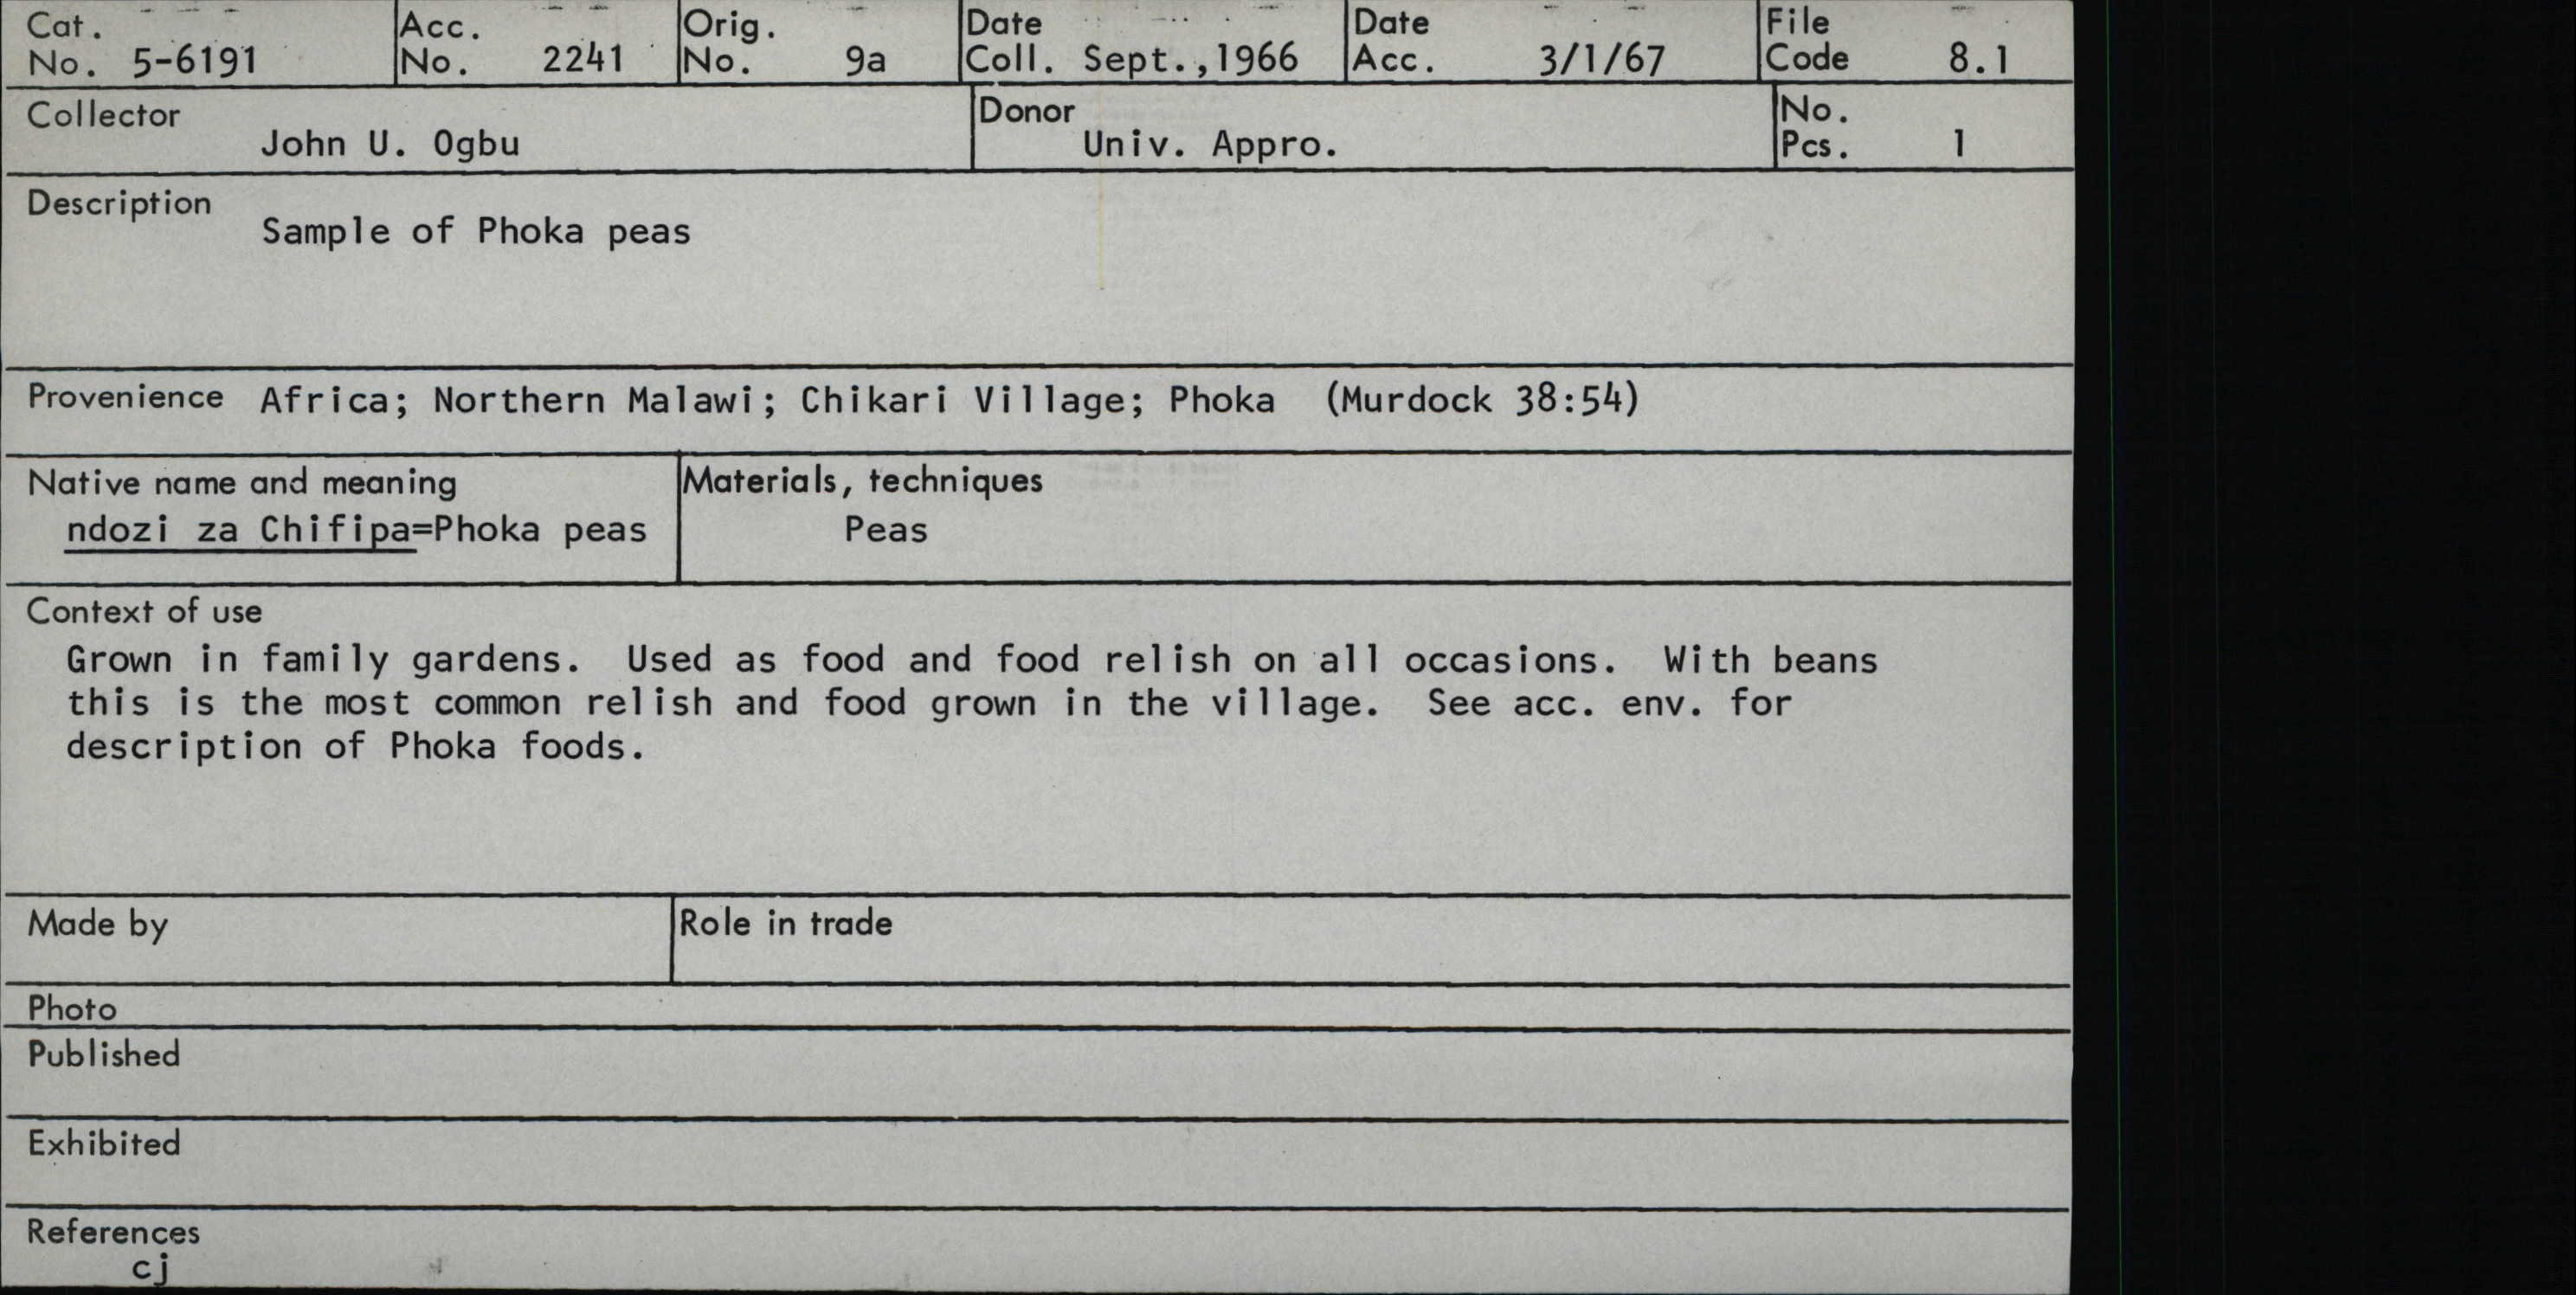 Cat. No. 5-6191 Acc. No. 2241 Orig. No. 9a Date Coll. Sept.,1966 Date Acc. 3/1/67 File Code 8.1
Collector John U. Ogbu Donor Univ. Appro. No. Pcs. 1
Description
Sample of Phoka peas
Provenience Africa; Northern Malawi; Chikari Village; Phoka (Murdock 38:54)
Native name and meaning
ndozi za Chifipa=Phoka peas
Materials, techniques
Peas
Context of use
Grown in family gardens. Used as food and food relish on all occasions. With beans
this is the most common relish and food grown in the village. See acc. env. for
description of Phoka foods.
Made by Role in trade
Photo
Published
Exhibited
References
cj